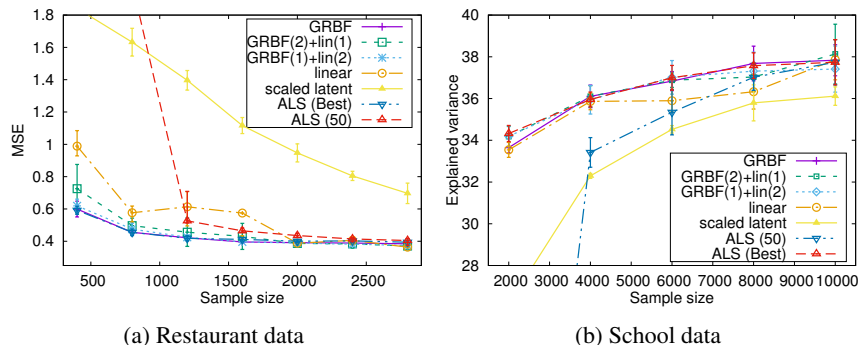 MSE
1.8
1.6
1.4
1.2
1
0.8
0.6
0.4
500 1000 1500 2000 2500
Sample size
GRBF
GRBF(2)+lin(1)
GRBF(1)+lin(2)
linear
scaled latent
ALS (Best)
ALS (50)
(a) Restaurant data
Explained variance
40
38
36
34
32
30
28
2000 3000 4000 5000 6000 7000 8000 9000 10000
Sample size
GRBF
GRBF(2)+lin(1)
GRBF(1)+lin(2)
linear
scaled latent
ALS (50)
ALS (Best)
(b) School data